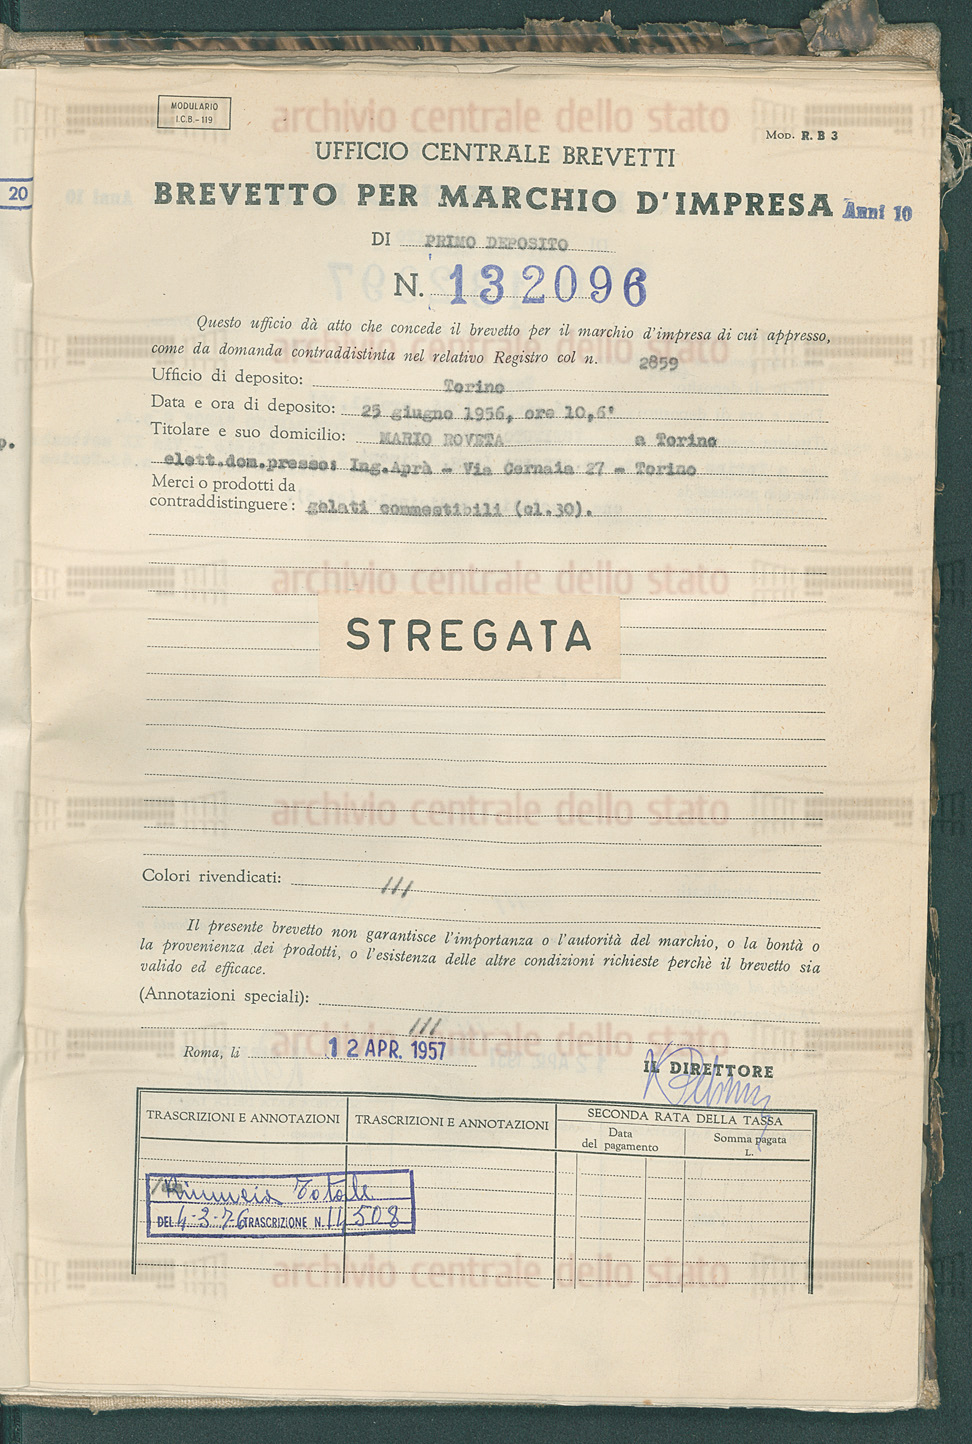 MODULARIO
I.C.B. - 119
archivio centrale dello stato
MOD. R. B 3
UFFICIO CENTRALE BREVETTI
20
BREVETTO PER MARCHIO D'IMPRESA Anni 10
DI PRIMO DEPOSITO
N. 132096
Questo ufficio dà atto che concede il brevetto per il marchio d'impresa di cui appresso,
come da domanda contraddistinta nel relativo Registro col n. 2859
Ufficio di deposito: Torino
Data e ora di deposito: 25 giugno 1956, ore 10,6'
Titolare e suo domicilio: MARIO ROVETA a Torino
p.
elett.dom.presso: Ing.Aprà - Via Cernaia 27 - Torino
Merci o prodotti da
contraddistinguere: gelati commestibili (cl.30).
archivio centrale dello stato
STREGATA
archivio centrale dello stato
Colori rivendicati: ///
Il presente brevetto non garantisce l'importanza o l'autorità del marchio, o la bontà o
la provenienza dei prodotti, o l'esistenza delle altre condizioni richieste perchè il brevetto sia
valido ed efficace.
(Annotazioni speciali):
///
archivio centrale dello stato
Roma, li 12 APR. 1957
IL DIRETTORE
TRASCRIZIONI E ANNOTAZIONI TRASCRIZIONI E ANNOTAZIONI SECONDA RATA DELLA TASSA
Data
del pagamento
Somma pagata
L.
Rinuncia Totale
DEL 4-3-76 TRASCRIZIONE N. 14508
archivio centrale dello stato